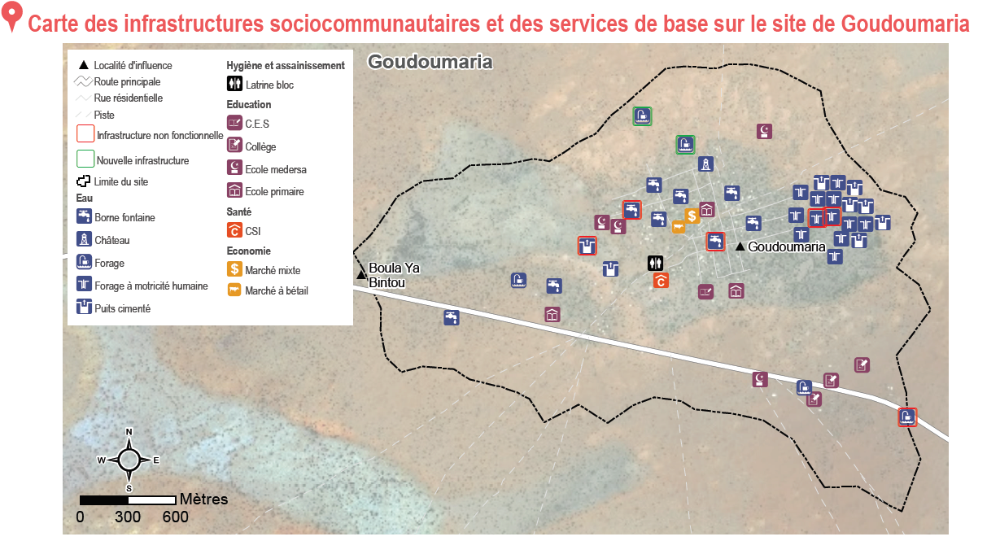 Carte des infrastructures sociocommunautaires et des services de base sur le site de Goudoumaria
Goudoumaria
Localité d'influence
Route principale
Rue résidentielle
Piste
Infrastructure non fonctionnelle
Nouvelle infrastructure
Limite du site
Eau
Borne fontaine
Château
Forage
Forage à motricité humaine
Puits cimenté
Hygiène et assainissement
Latrine bloc
Education
C.E.S
Collège
Ecole medersa
Ecole primaire
Santé
C CSI
Economie
$ Marché mixte
Marché à bétail
$
Goudoumaria
Boula Ya
Bintou
C
N
W E
S
Mètres
0 300 600